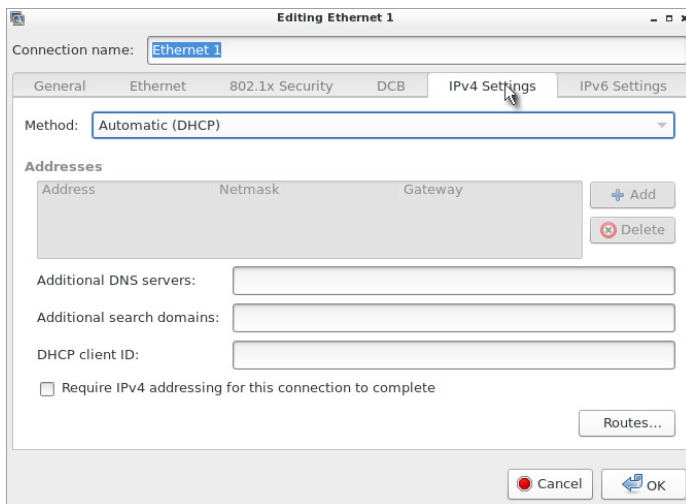 Editing Ethernet 1
Connection name: Ethernet 1
General Ethernet 802.1x Security DCB IPv4 Settings IPv6 Settings
Method: Automatic (DHCP)
Addresses
Address Netmask Gateway
Add
Delete
Additional DNS servers:
Additional search domains:
DHCP client ID:
Require IPv4 addressing for this connection to complete
Routes...
Cancel OK